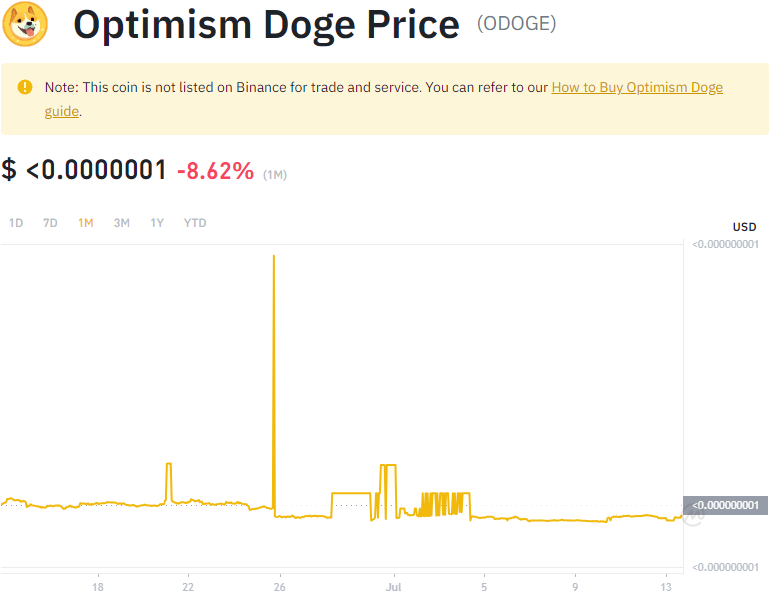 Optimism Doge Price (ODOGE)
Note: This coin is not listed on Binance for trade and service. You can refer to our How to Buy Optimism Doge
guide.
$ <0.0000001 -8.62% (1M)
1D 7D 1M 3M 1Y YTD
USD
<0.000000001
<0.000000001
<0.000000001
18 22 26 Jul 5 9 13